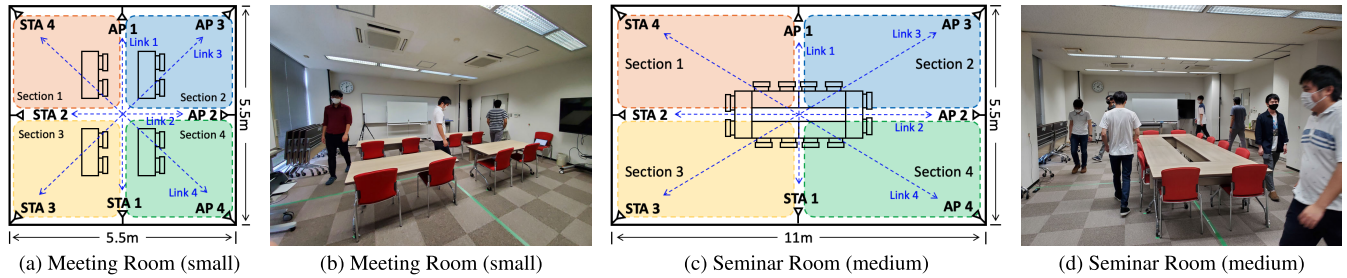 STA 4
AP 1
AP 3
Link 1
Link 3
Section 1
Section 2
STA 2
AP 2
Link 2
Section 3
Section 4
Link 4
STA 3
STA 1
AP 4
5.5m
5.5m
(a) Meeting Room (small)
(b) Meeting Room (small)
STA 4
AP 1
AP 3
Link 1
Link 3
Section 1
Section 2
STA 2
AP 2
Link 2
Section 3
Section 4
Link 4
STA 3
STA 1
AP 4
5.5m
11m
(c) Seminar Room (medium)
(d) Seminar Room (medium)